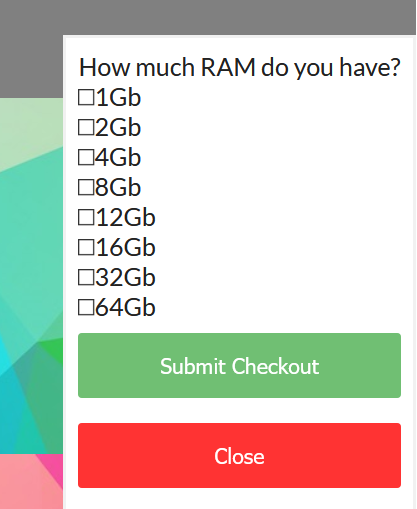 How much RAM do you have?
☐1Gb
☐2Gb
☐4Gb
☐8Gb
☐12Gb
☐16Gb
☐32Gb
☐64Gb
Submit Checkout
Close